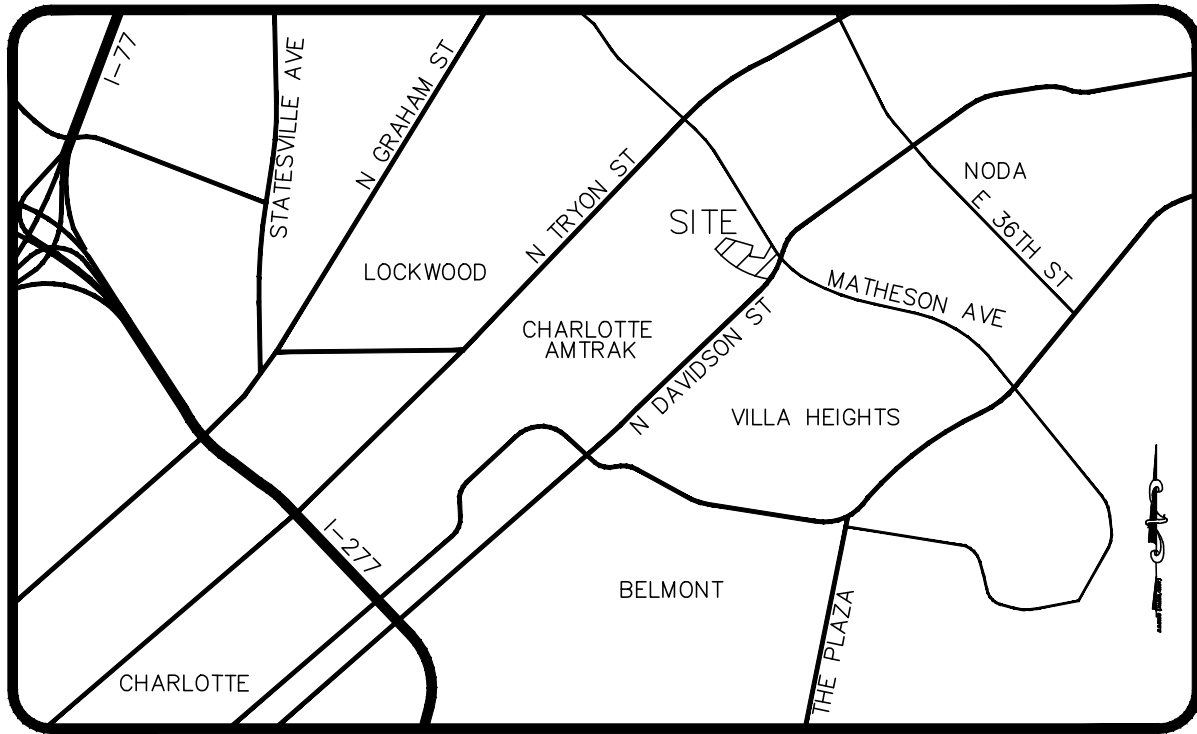 I-77
STATESVILLE AVE
N GRAHAM ST
N TRYON ST
NODA
E 36TH ST
SITE
LOCKWOOD
MATHESON AVE
CHARLOTTE
AMTRAK
N DAVIDSON ST
VILLA HEIGHTS
I-277
BELMONT
THE PLAZA
CHARLOTTE